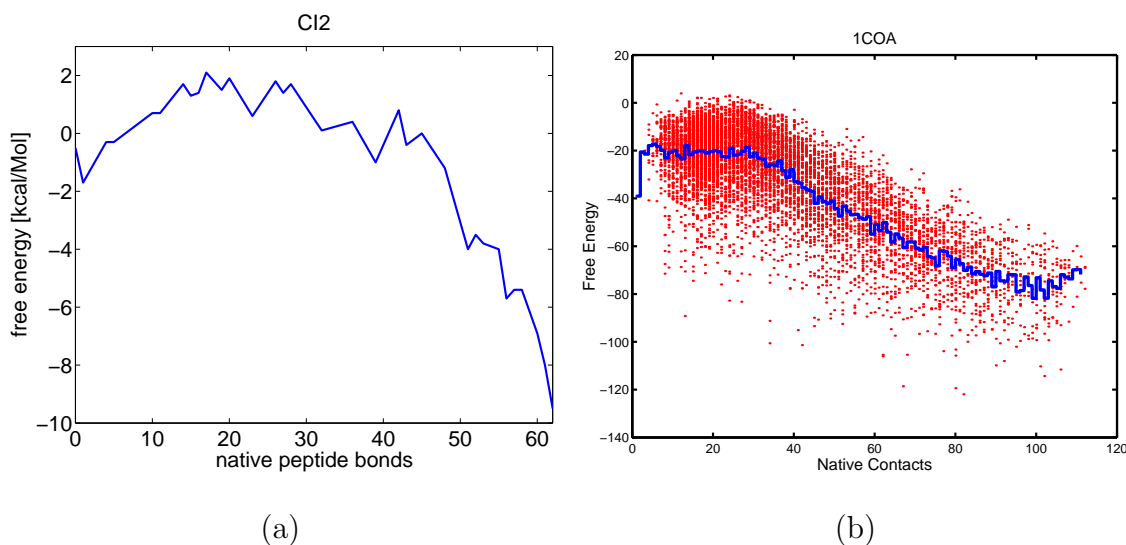 CI2
free energy [kcal/Mol]
2
0
−2
−4
−6
−8
−10
0 10 20 30 40 50 60
native peptide bonds
(a)
1COA
Free Energy
20
0
−20
−40
−60
−80
−100
−120
−140
0 20 40 60 80 100 120
Native Contacts
(b)